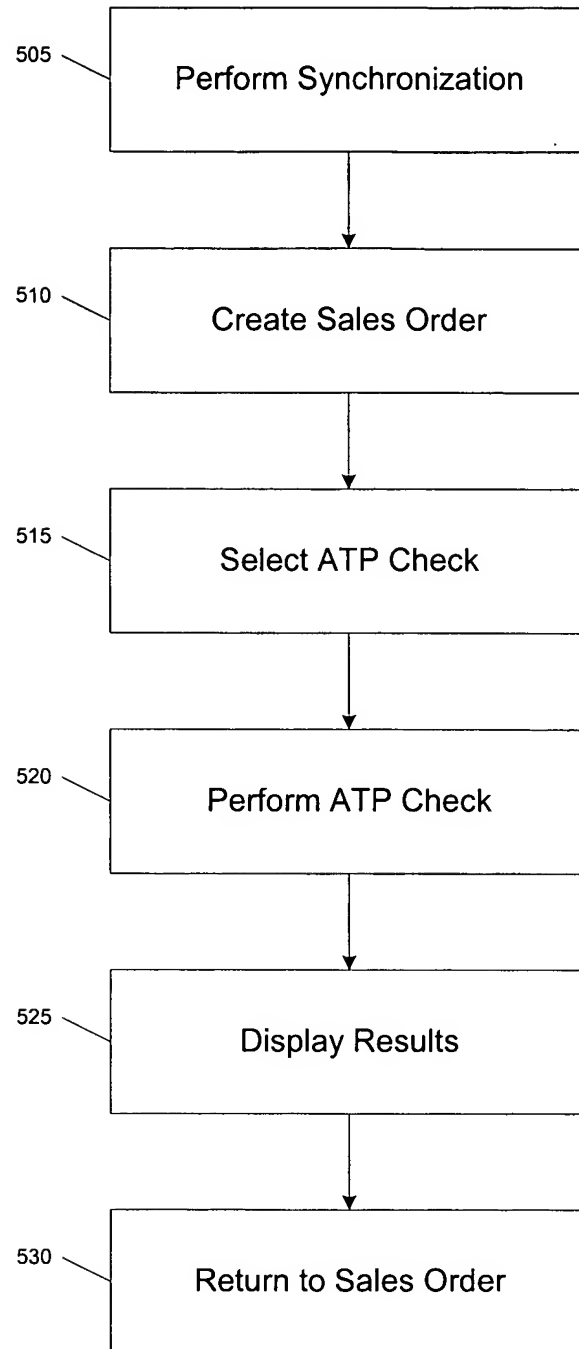 505
Perform Synchronization
510
Create Sales Order
515
Select ATP Check
520
Perform ATP Check
525
Display Results
530
Return to Sales Order